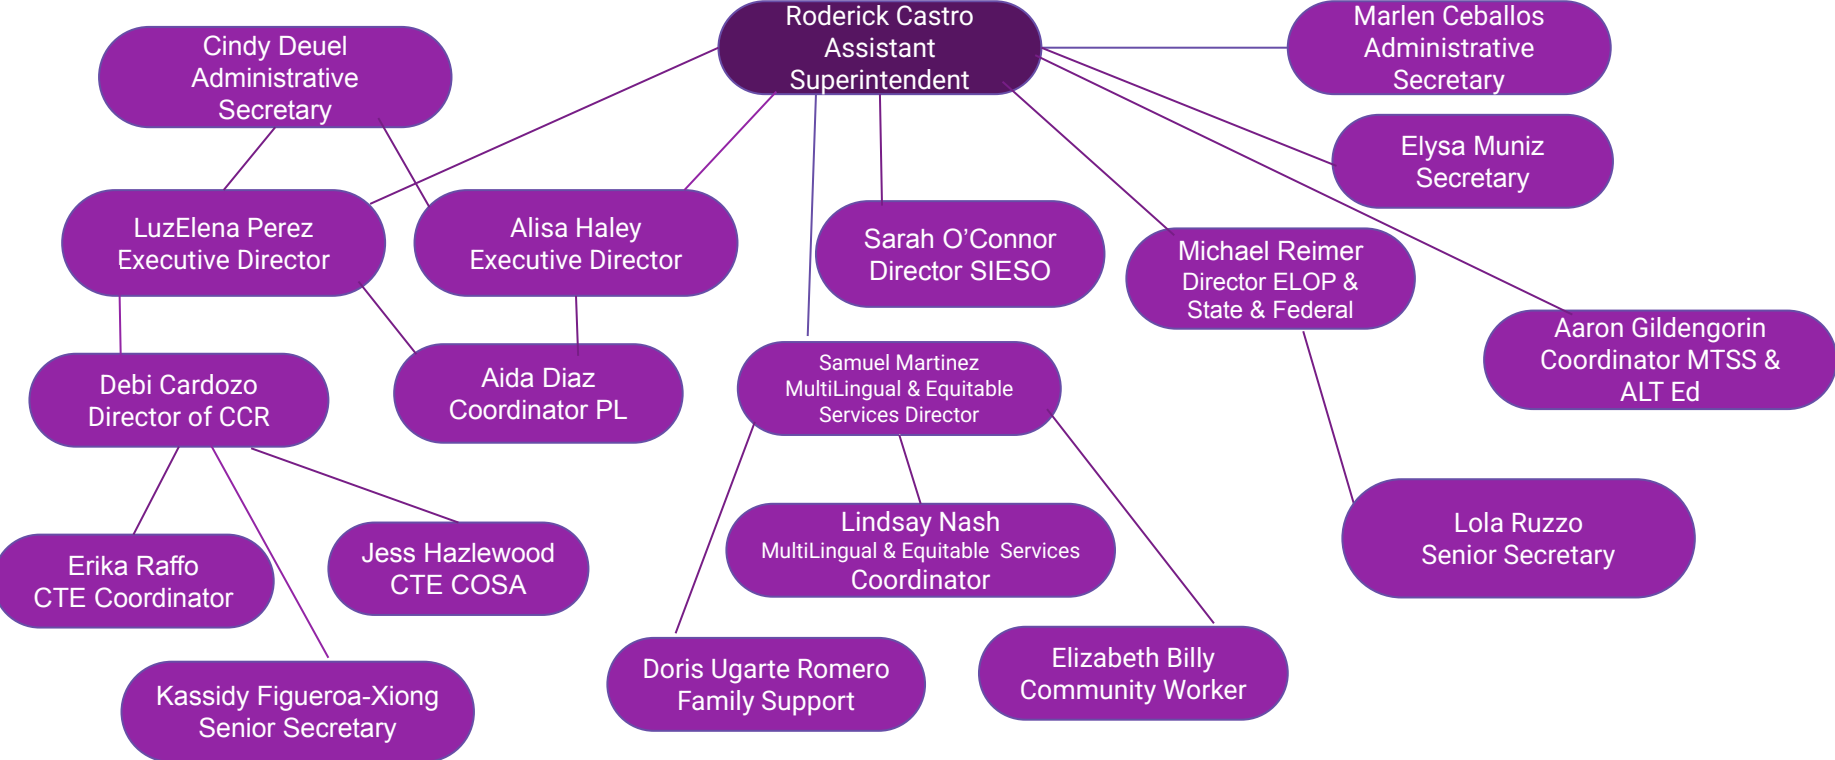 Roderick Castro
Assistant
Superintendent
Cindy Deuel
Administrative
Secretary
Marlen Ceballos
Administrative
Secretary
Elysa Muniz
Secretary
LuzElena Perez
Executive Director
Alisa Haley
Executive Director
Sarah O’Connor
Director SIESO
Michael Reimer
Director ELOP &
State & Federal
Aaron Gildengorin
Coordinator MTSS &
ALT Ed
Debi Cardozo
Director of CCR
Aida Diaz
Coordinator PL
Samuel Martinez
MultiLingual & Equitable
Services Director
Erika Raffo
CTE Coordinator
Jess Hazlewood
CTE COSA
Lindsay Nash
MultiLingual & Equitable Services
Coordinator
Lola Ruzzo
Senior Secretary
Kassidy Figueroa-Xiong
Senior Secretary
Doris Ugarte Romero
Family Support
Elizabeth Billy
Community Worker